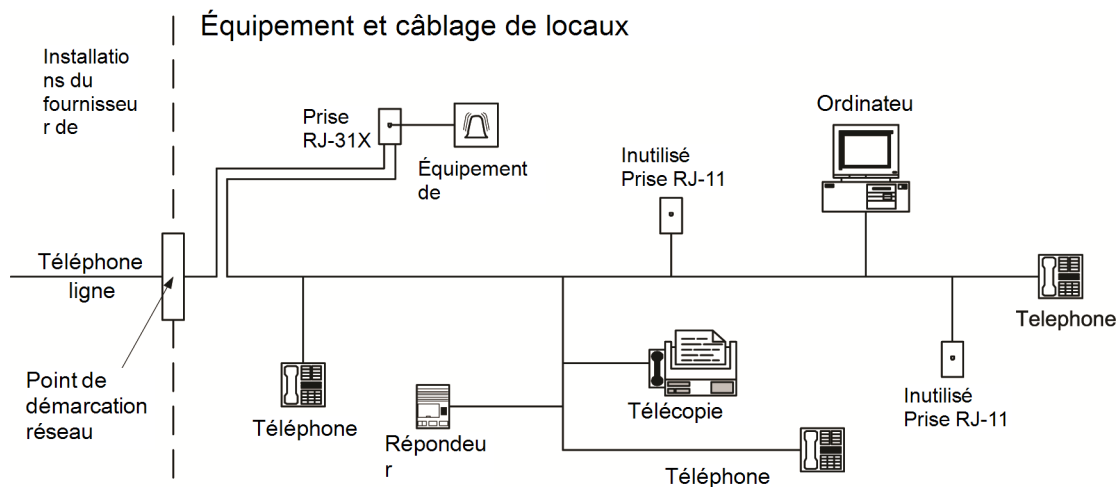 Équipement et câblage de locaux
Installatio
ns du
fournisseu
r de
Prise
RJ-31X
Équipement
de
Ordinateu
Inutilisé
Prise RJ-11
Téléphone
ligne
Telephone
Point de
démarcation
réseau
Téléphone
Répondeu
r
Télécopie
Téléphone
Inutilisé
Prise RJ-11